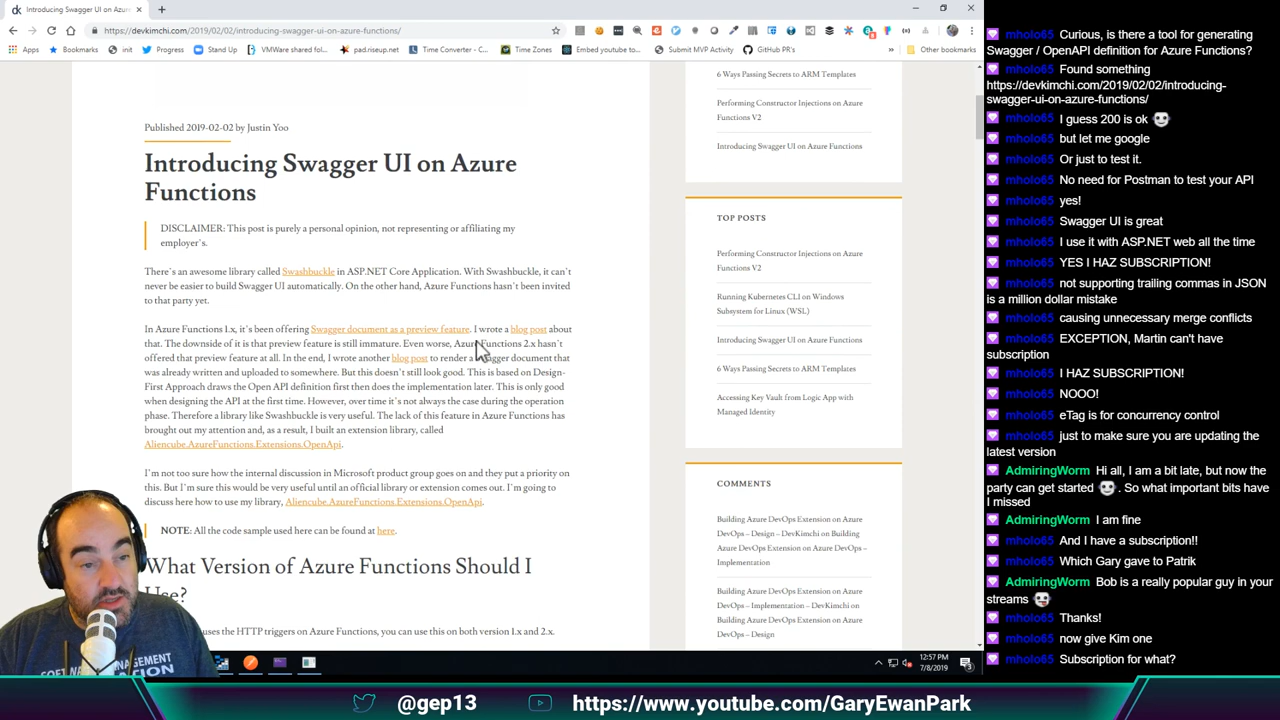 dk Introducing Swagger UI on Azur
https://devkimchi.com/2019/02/02/introducing-swagger-ui-on-azure-functions/
Apps Bookmarks init Progress Stand Up VMWare shared fol pad.riseup.net Time Converter - C Time Zones Embed youtube to Submit MVP Activity GitHub PR's Other bookmarks
Published 2019-02-02 by Justin Yoo
Introducing Swagger UI on Azure
Functions
DISCLAIMER: This post is purely a personal opinion, not representing or affiliating my
employer's.
There's an awesome library called Swashbuckle in ASP.NET Core Application. With Swashbuckle, it can't
never be easier to build Swagger UI automatically. On the other hand, Azure Functions hasn't been invited
to that party yet.
In Azure Functions 1.x, it's been offering Swagger document as a preview feature. I wrote a blog post about
that. The downside of it is that preview feature is still immature. Even worse, Azure Functions 2.x hasn't
offered that preview feature at all. In the end, I wrote another blog post to render a Swagger document that
was already written and uploaded to somewhere. But this doesn't still look good. This is based on Design-
First Approach draws the Open API definition first then does the implementation later. This is only good
when designing the API at the first time. However, over time it's not always the case during the operation
phase. Therefore a library like Swashbuckle is very useful. The lack of this feature in Azure Functions has
brought out my attention and, as a result, I built an extension library, called
Aliencube.AzureFunctions.Extensions.OpenApi.
I'm not too sure how the internal discussion in Microsoft product group goes on and they put a priority on
this. But I'm sure this would be very useful until an official library or extension comes out. I'm going to
discuss here how to use my library, Aliencube.AzureFunctions.Extensions.OpenApi.
NOTE: All the code sample used here can be found at here.
What Version of Azure Functions Should I
Use?
uses the HTTP triggers on Azure Functions, you can use this on both version 1.x and 2.x.
6 Ways Passing Secrets to ARM Templates
Performing Constructor Injections on Azure
Functions V2
Introducing Swagger UI on Azure Functions
TOP POSTS
Performing Constructor Injections on Azure
Functions V2
Running Kubernetes CLI on Windows
Subsystem for Linux (WSL)
Introducing Swagger UI on Azure Functions
6 Ways Passing Secrets to ARM Templates
Accessing Key Vault from Logic App with
Managed Identity
COMMENTS
Building Azure DevOps Extension on Azure
DevOps – Design – DevKimchi on Building
Azure DevOps Extension on Azure DevOps –
Implementation
Building Azure DevOps Extension on Azure
DevOps – Implementation – DevKimchi on
Building Azure DevOps Extension on Azure
DevOps – Design
12:57 PM
7/8/2019
mholo65 Curious, is there a tool for generating
Swagger / OpenAPI definition for Azure Functions?
mholo65 Found something
https://devkimchi.com/2019/02/02/introducing-
swagger-ui-on-azure-functions/
mholo65 I guess 200 is ok
mholo65 but let me google
mholo65 Or just to test it.
mholo65 No need for Postman to test your API
mholo65 yes!
mholo65 Swagger UI is great
mholo65 I use it with ASP.NET web all the time
mholo65 YES I HAZ SUBSCRIPTION!
mholo65 not supporting trailing commas in JSON
is a million dollar mistake
mholo65 causing unnecessary merge conflicts
mholo65 EXCEPTION, Martin can't have
subscription
mholo65 I HAZ SUBSCRIPTION!
mholo65 NOOO!
mholo65 eTag is for concurrency control
mholo65 just to make sure you are updating the
latest version
AdmiringWorm Hi all, I am a bit late, but now the
party can get started . So what important bits have
I missed
AdmiringWorm I am fine
mholo65 And I have a subscription!!
mholo65 Which Gary gave to Patrik
AdmiringWorm Bob is a really popular guy in your
streams
mholo65 Thanks!
mholo65 now give Kim one
mholo65 Subscription for what?
@gep13 https://www.youtube.com/GaryEwanPark